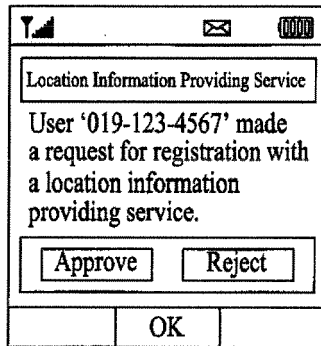 Location Information Providing Service
User ‘019-123-4567’ made
a request for registration with
a location information
providing service.
Approve Reject
OK